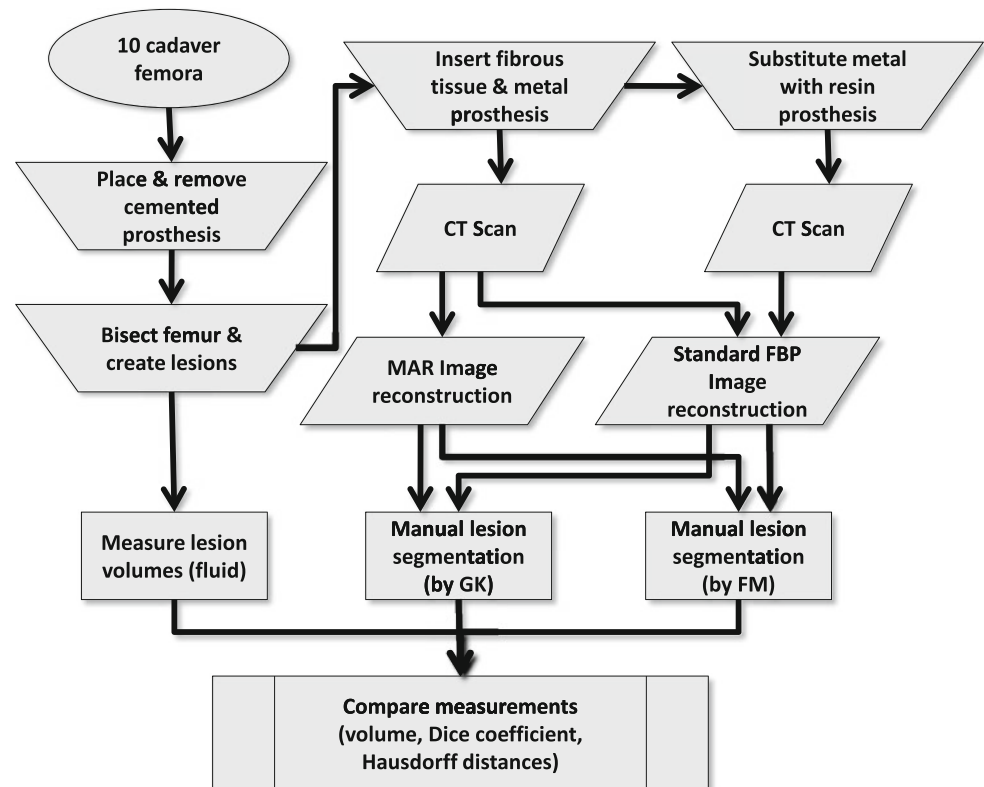 10 cadaver
femora
Place & remove
cemented
prosthesis
Bisect femur &
create lesions
Insert fibrous
tissue & metal
prosthesis
Substitute metal
with resin
prosthesis
CT Scan
CT Scan
MAR Image
reconstruction
Standard FBP
Image
reconstruction
Measure lesion
volumes (fluid)
Manual lesion
segmentation
(by GK)
Manual lesion
segmentation
(by FM)
Compare measurements
(volume, Dice coefficient,
Hausdorff distances)